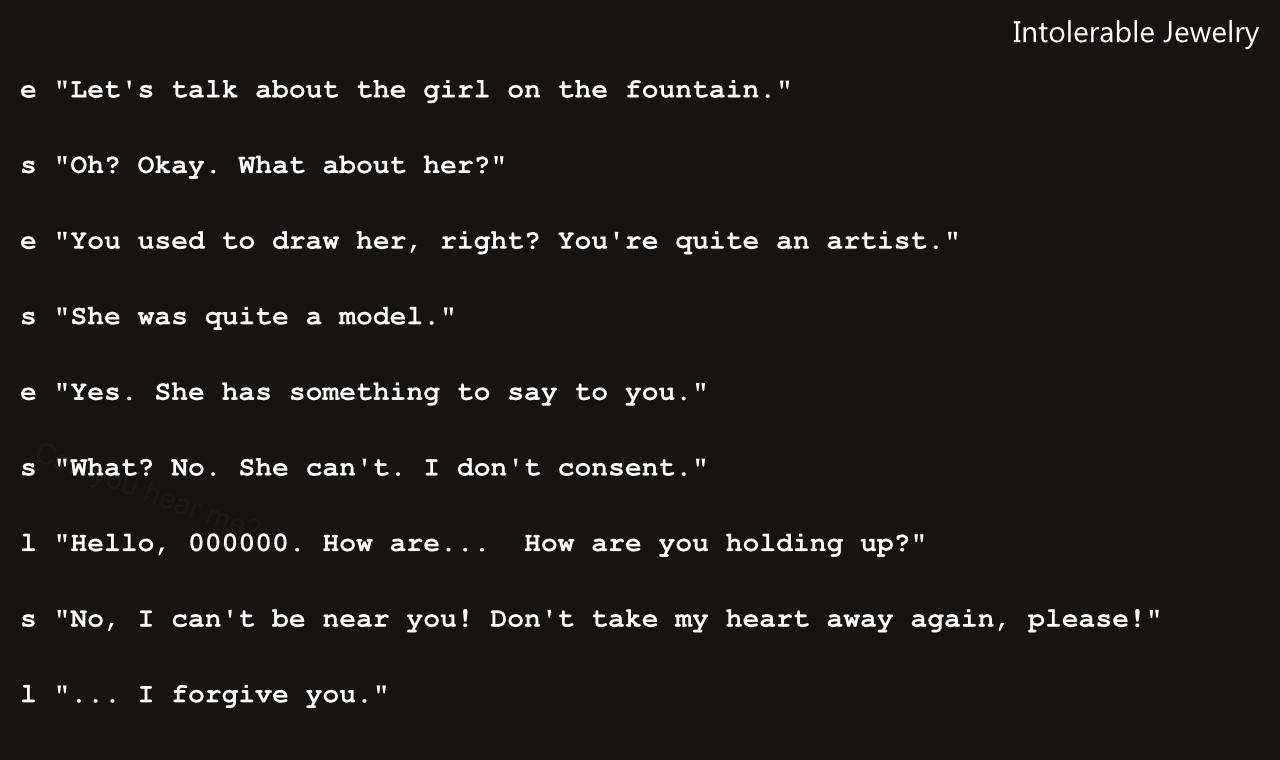 Intolerable Jewelry
e "Let's talk about the girl on the fountain."
s "Oh? Okay. What about her?"
e "You used to draw her, right? You're quite an artist."
s "She was quite a model."
e "Yes. She has something to say to you."
s "What? No. She can't. I don't consent."
Can you hear me?
l "Hello, 000000. How are...  How are you holding up?"
s "No, I can't be near you! Don't take my heart away again, please!"
l "... I forgive you."